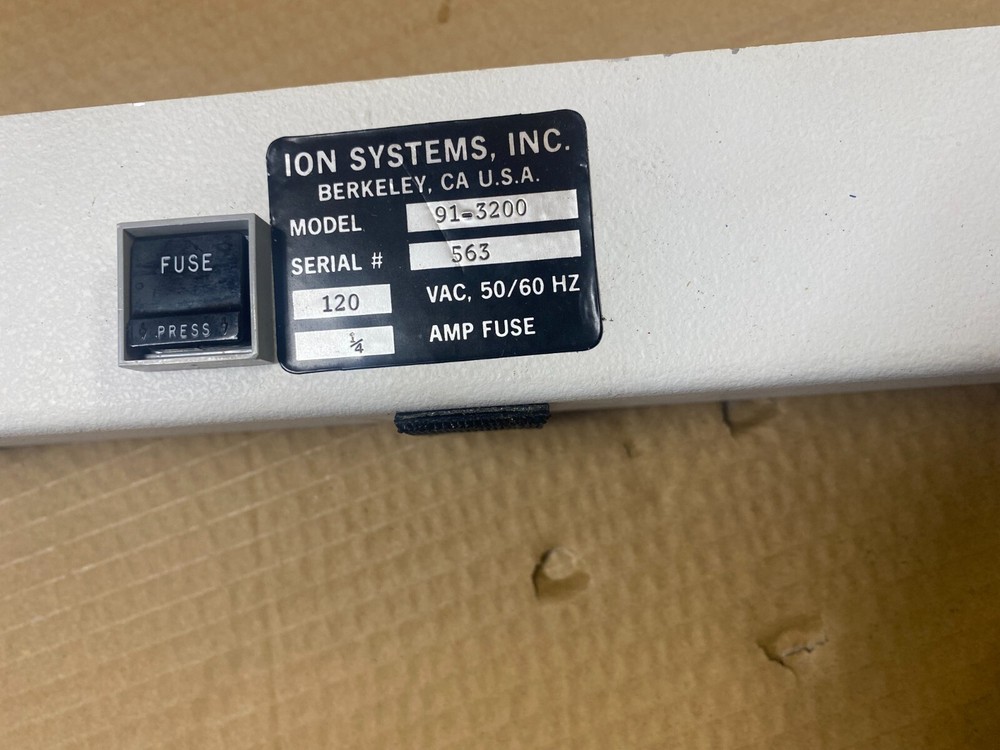 ION SYSTEMS, INC.
BERKELEY, CA U.S.A.
MODEL 91-3200
SERIAL # 563
120 VAC, 50/60 HZ
¼ AMP FUSE
FUSE
PRESS